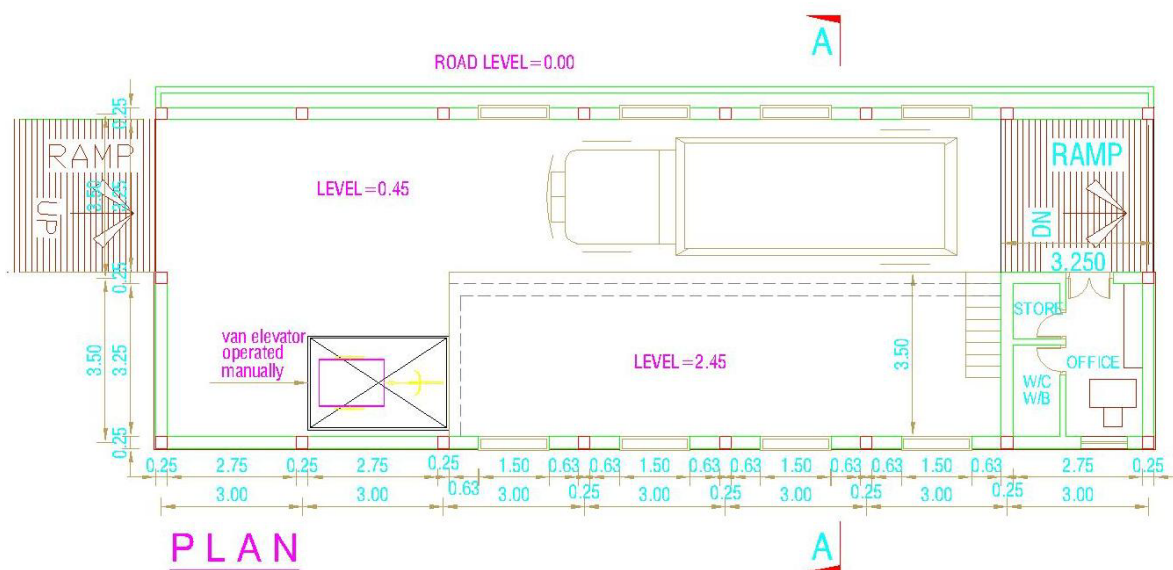 A
ROAD LEVEL=0.00
0.25
RAMP
UP
3.50
3.25
LEVEL=0.45
RAMP
DN
3.250
0.25
van elevator
operated
manually
3.50
3.25
LEVEL=2.45
3.50
STORE
OFFICE
W/C
W/B
0.25
0.25 2.75 0.25 2.75 0.25 1.50 0.63 0.63 1.50 0.63 0.63 1.50 0.63 0.63 1.50 0.63 2.75 0.25
3.00 3.00 0.63 3.00 0.25 3.00 0.25 3.00 0.25 3.00 0.25 3.00
PLAN
A